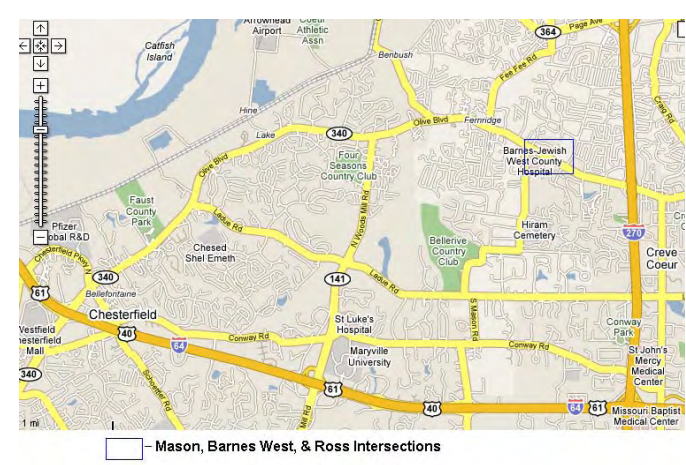 Arrowhead
Airport
Coeur
Athletic
Assn
Page Ave
364
Catfish
Island
Benbush
Fee Fee Rd
Craig Rd
Hine
Lake
340
Olive Blvd
Fernridge
Olive Blvd
Four
Seasons
Country Club
Barnes-Jewish
West County
Hospital
Faust
County
Park
N Woods Mill Rd
Ladue Rd
Pfizer
obal R&D
Chesed
Shel Emeth
Bellerive
Country
Club
Hiram
Cemetery
270
Creve
Coeur
Chesterfield Pkwy N
340
141
Ladue Rd
61
Bellefontaine
Chesterfield
S Mason Rd
St Luke's
Hospital
Conway
Park
40
Westfield
hesterfield
Mall
64
Conway Rd
Maryville
University
Conway Rd
St John's
Mercy
Medical
Center
340
Schoettler Rd
61
Mill Rd
40
64
61
Missouri Baptist
Medical Center
1 mi
– Mason, Barnes West, & Ross Intersections